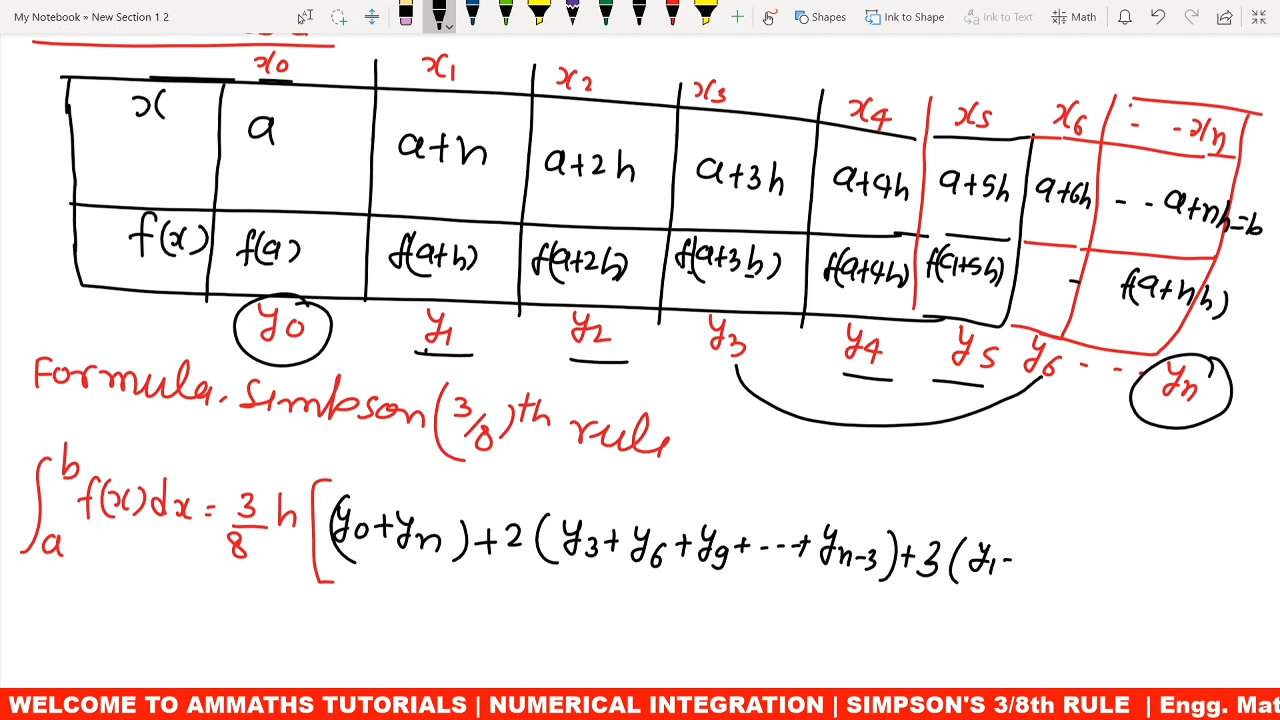 My Notebook » New Section 1 2
Shapes Ink to Shape Ink to Text Math
x0 x1 x2 x3 x4 x5 x6 : - - xn
x a a+h a+2h a+3h a+4h a+5h a+6h - - a+nh=b
f(x) f(a) f(a+h) f(a+2h) f(a+3h) f(a+4h) f(a+5h) - f(a+nh)
y0 y1 y2 y3 y4 y5 y6 - - - yn
Formula. Simpson (3/8)th rule
∫_a^b f(x)dx = 3/8 h [(y0+yn)+2(y3+y6+y9+---+yn-3)+3(y1-
WELCOME TO AMMATHS TUTORIALS | NUMERICAL INTEGRATION | SIMPSON'S 3/8th RULE | Engg. Mat